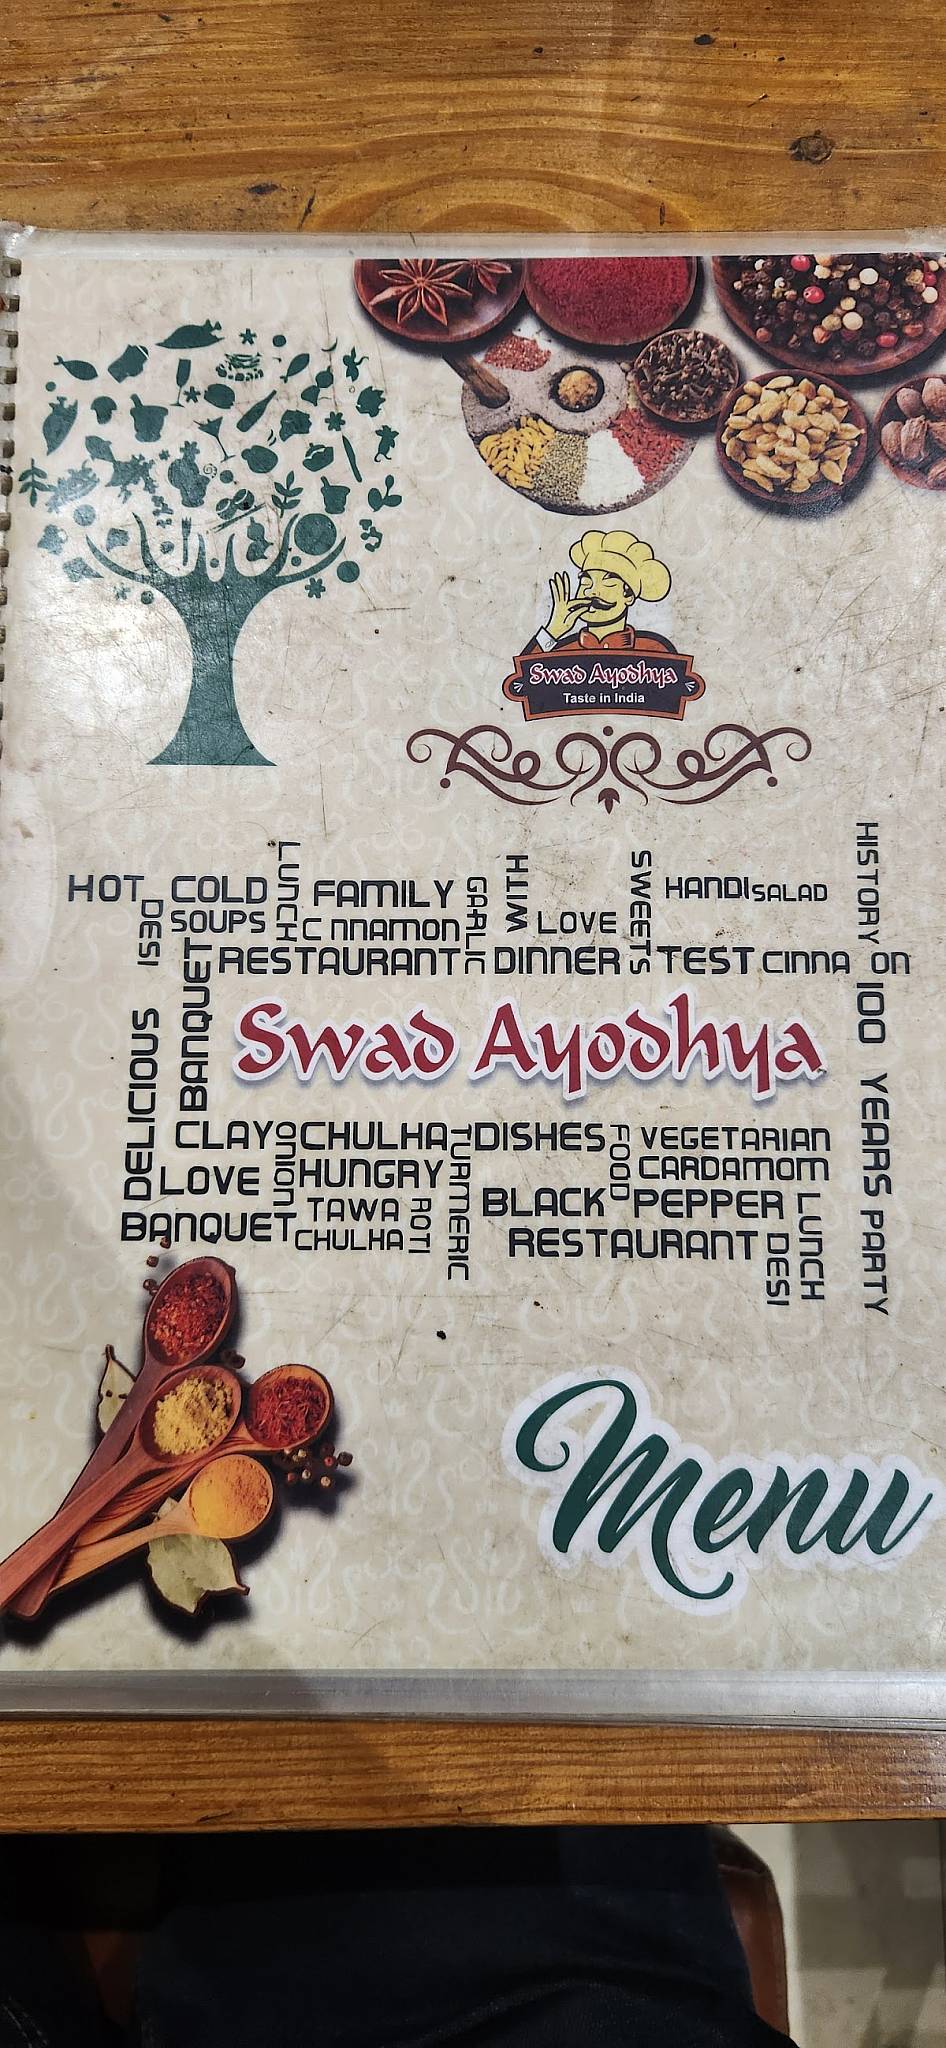 Swad Ayodhya
Taste in India
HOT
DESI
COLD
SOUPS
LUNCH
FAMILY
C nnamon
GARLIC
WITH
LOVE
SWEETS
HANDI
SALAD
RESTAURANT
DINNER
TEST
CINNA ON
HISTORY
100 YEARS PARTY
BANQUET
DELICIOUS
Swad Ayodhya
CLAY
ONION
CHULHA
TURMERIC
DISHES
FOOD
VEGETARIAN
CARDAMOM
LOVE
HUNGRY
BLACK PEPPER
LUNCH
BANQUET
TAWA
CHULHA
ROTI
RESTAURANT
DESI
Menu